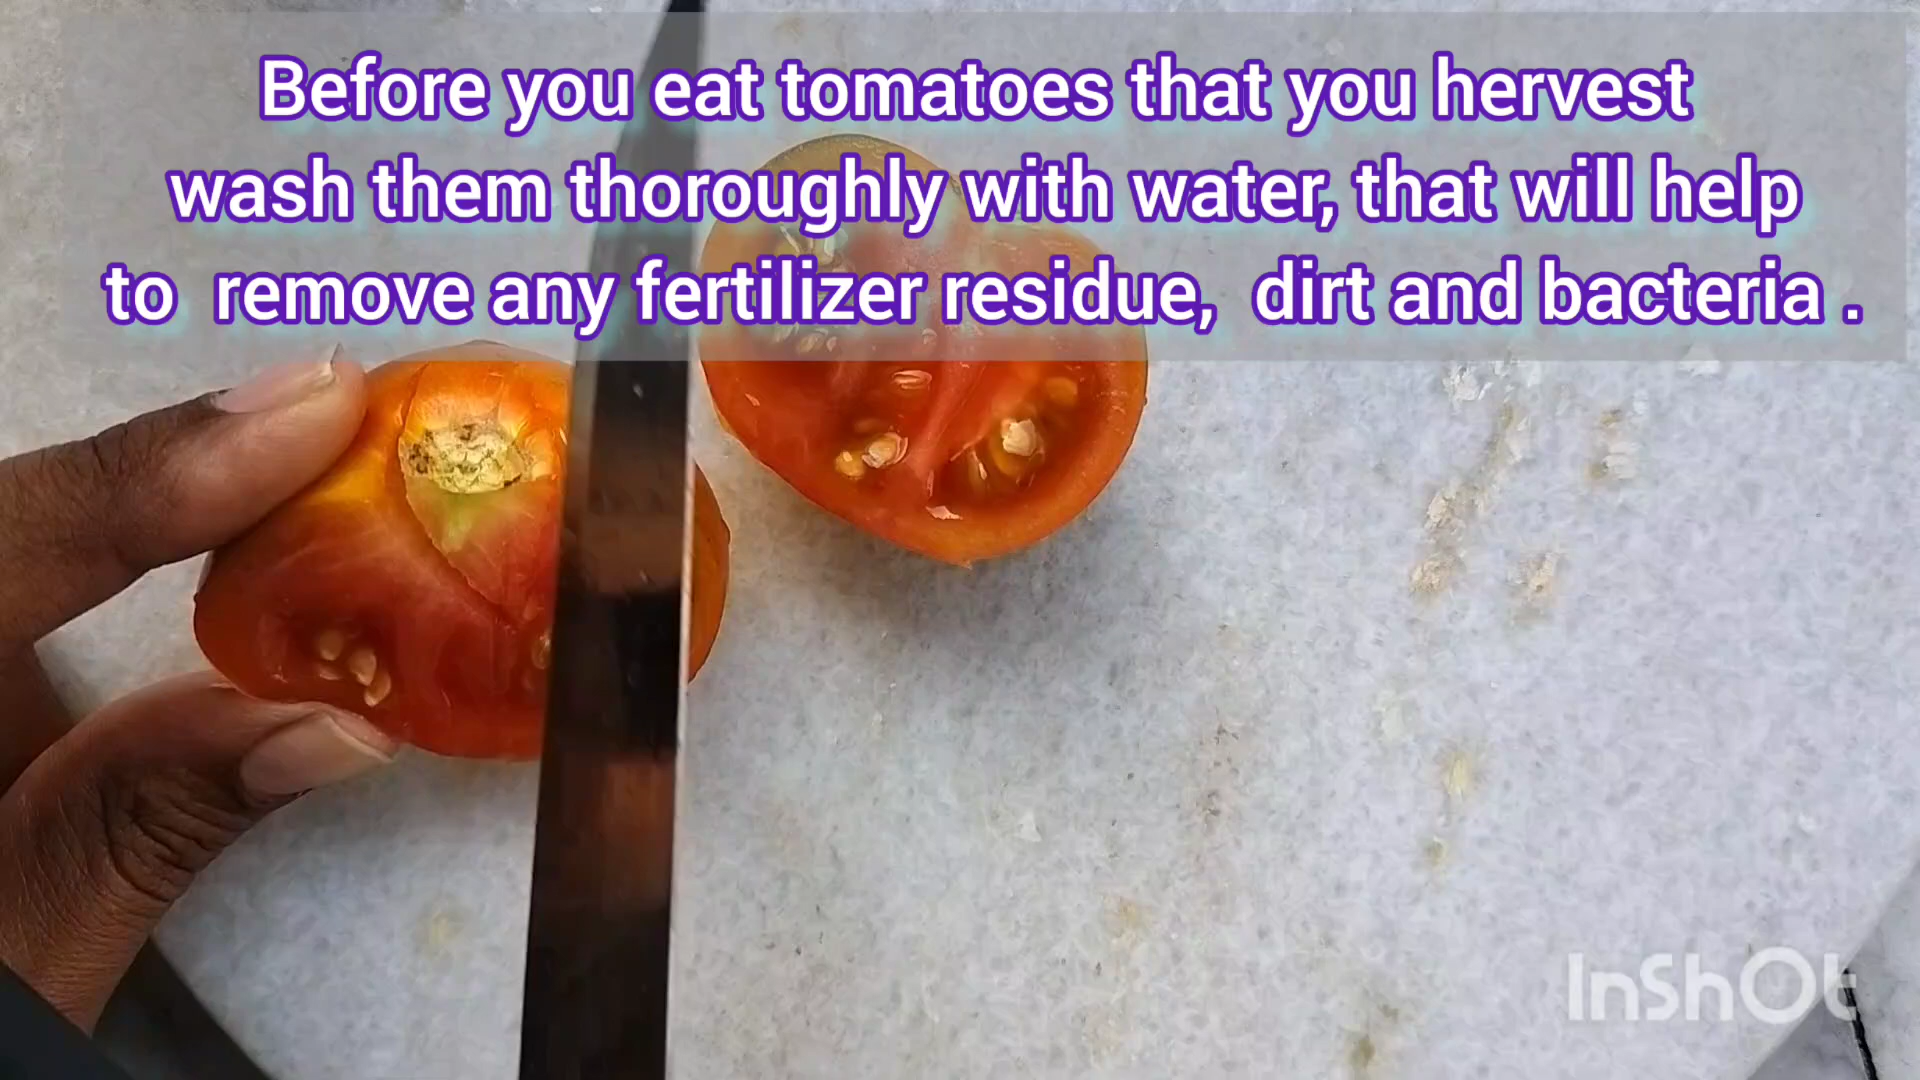 Before you eat tomatoes that you hervest
wash them thoroughly with water, that will help
to  remove any fertilizer residue,  dirt and bacteria .
InShOt